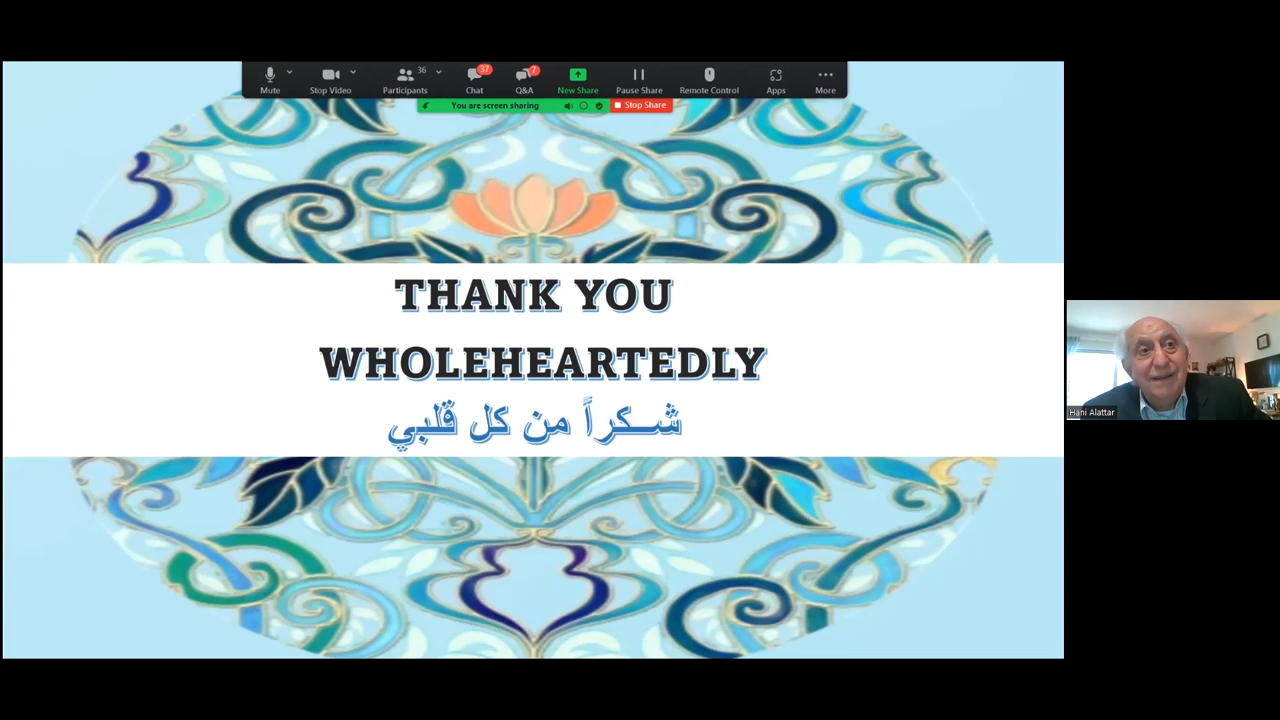 36
37
7
Mute
Stop Video
Participants
Chat
Q&A
New Share
Pause Share
Remote Control
Apps
More
You are screen sharing
Stop Share
THANK YOU
WHOLEHEARTEDLY
شـــكراً من كل قلبي
Hani Alattar